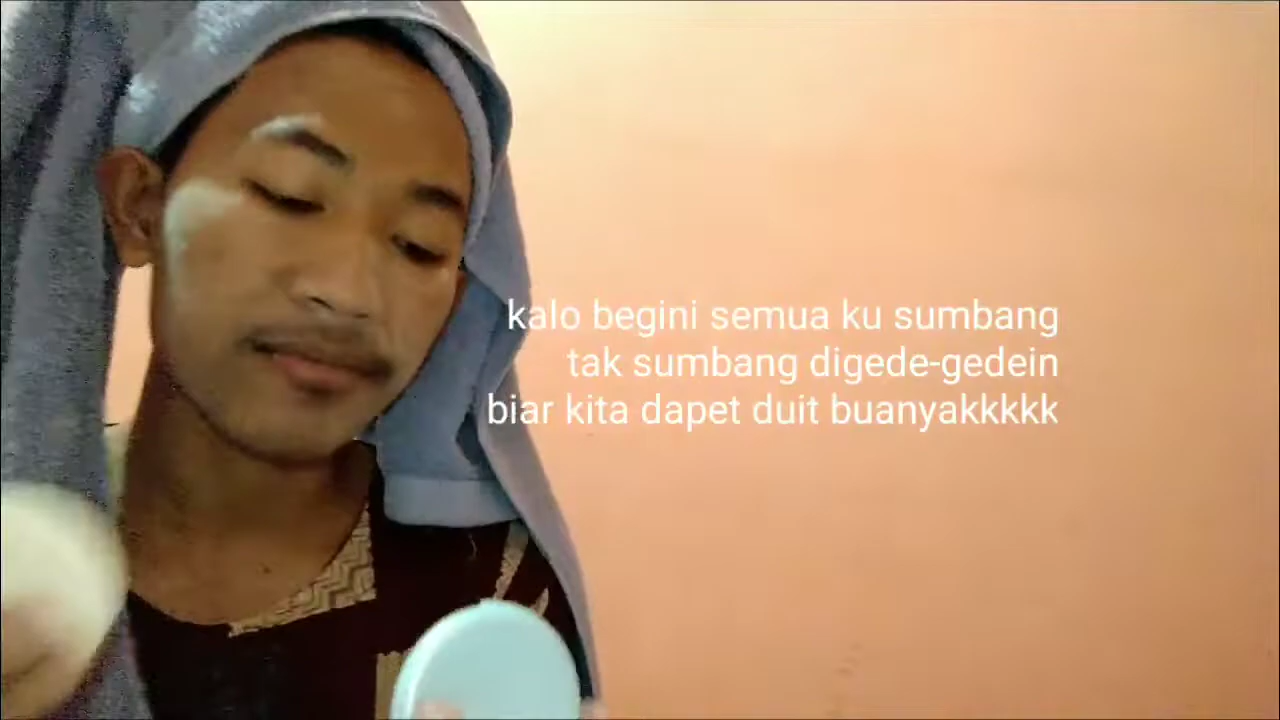 kalo begini semua ku sumbang
tak sumbang digede-gedein
biar kita dapet duit buanyakkkkk